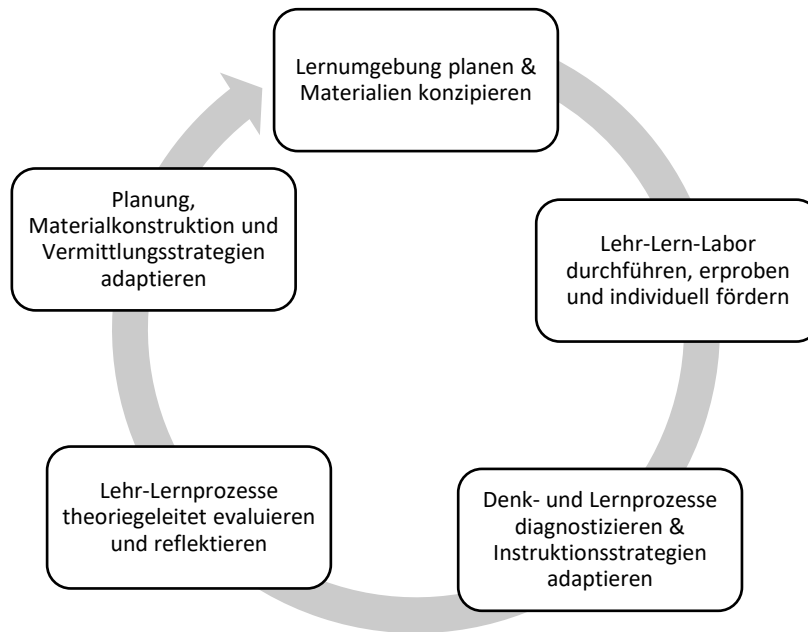 Lernumgebung planen &
Materialien konzipieren
Lehr-Lern-Labor
durchführen, erproben
und individuell fördern
Denk- und Lernprozesse
diagnostizieren &
Instruktionsstrategien
adaptieren
Lehr-Lernprozesse
theoriegeleitet evaluieren
und reflektieren
Planung,
Materialkonstruktion und
Vermittlungsstrategien
adaptieren